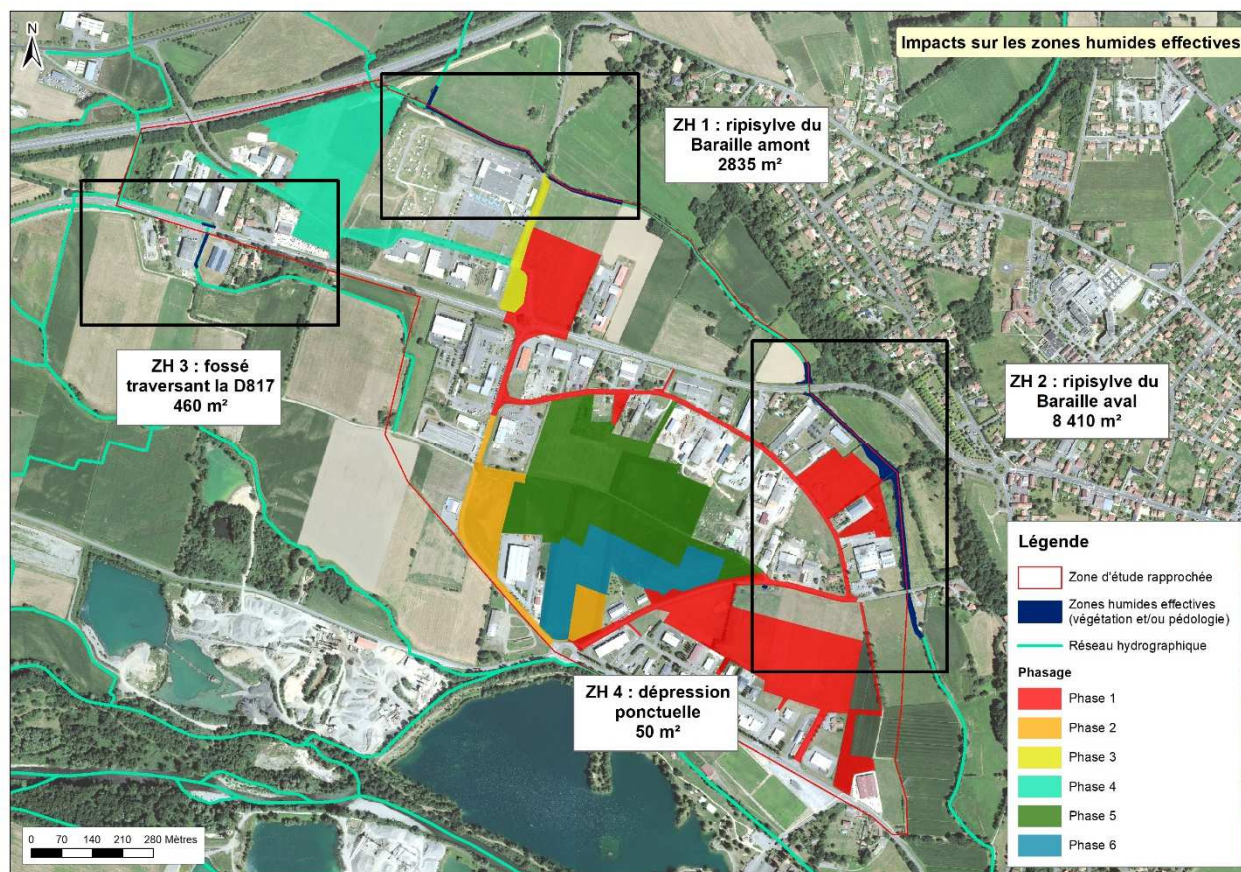 N
Impacts sur les zones humides effectives
ZH 1 : ripisylve du
Baraille amont
2835 m²
ZH 3 : fossé
traversant la D817
460 m²
ZH 2 : ripisylve du
Baraille aval
8 410 m²
ZH 4 : dépression
ponctuelle
50 m²
Légende
Zone d'étude rapprochée
Zones humides effectives
(végétation et/ou pédologie)
Réseau hydrographique
Phasage
Phase 1
Phase 2
Phase 3
Phase 4
Phase 5
Phase 6
0 70 140 210 280 Mètres